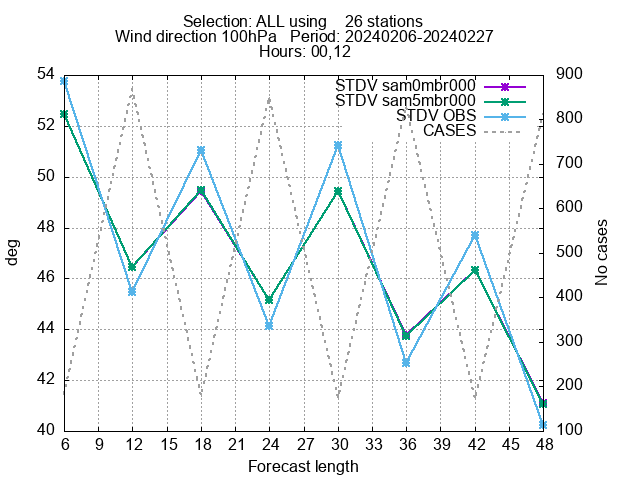 Selection: ALL using    26 stations
Wind direction 100hPa   Period: 20240206-20240227
Hours: 00,12
STDV sam0mbr000
STDV sam5mbr000
STDV OBS
CASES
54
52
50
48
46
44
42
40
deg
900
800
700
600
500
400
300
200
100
No cases
6 9 12 15 18 21 24 27 30 33 36 39 42 45 48
Forecast length